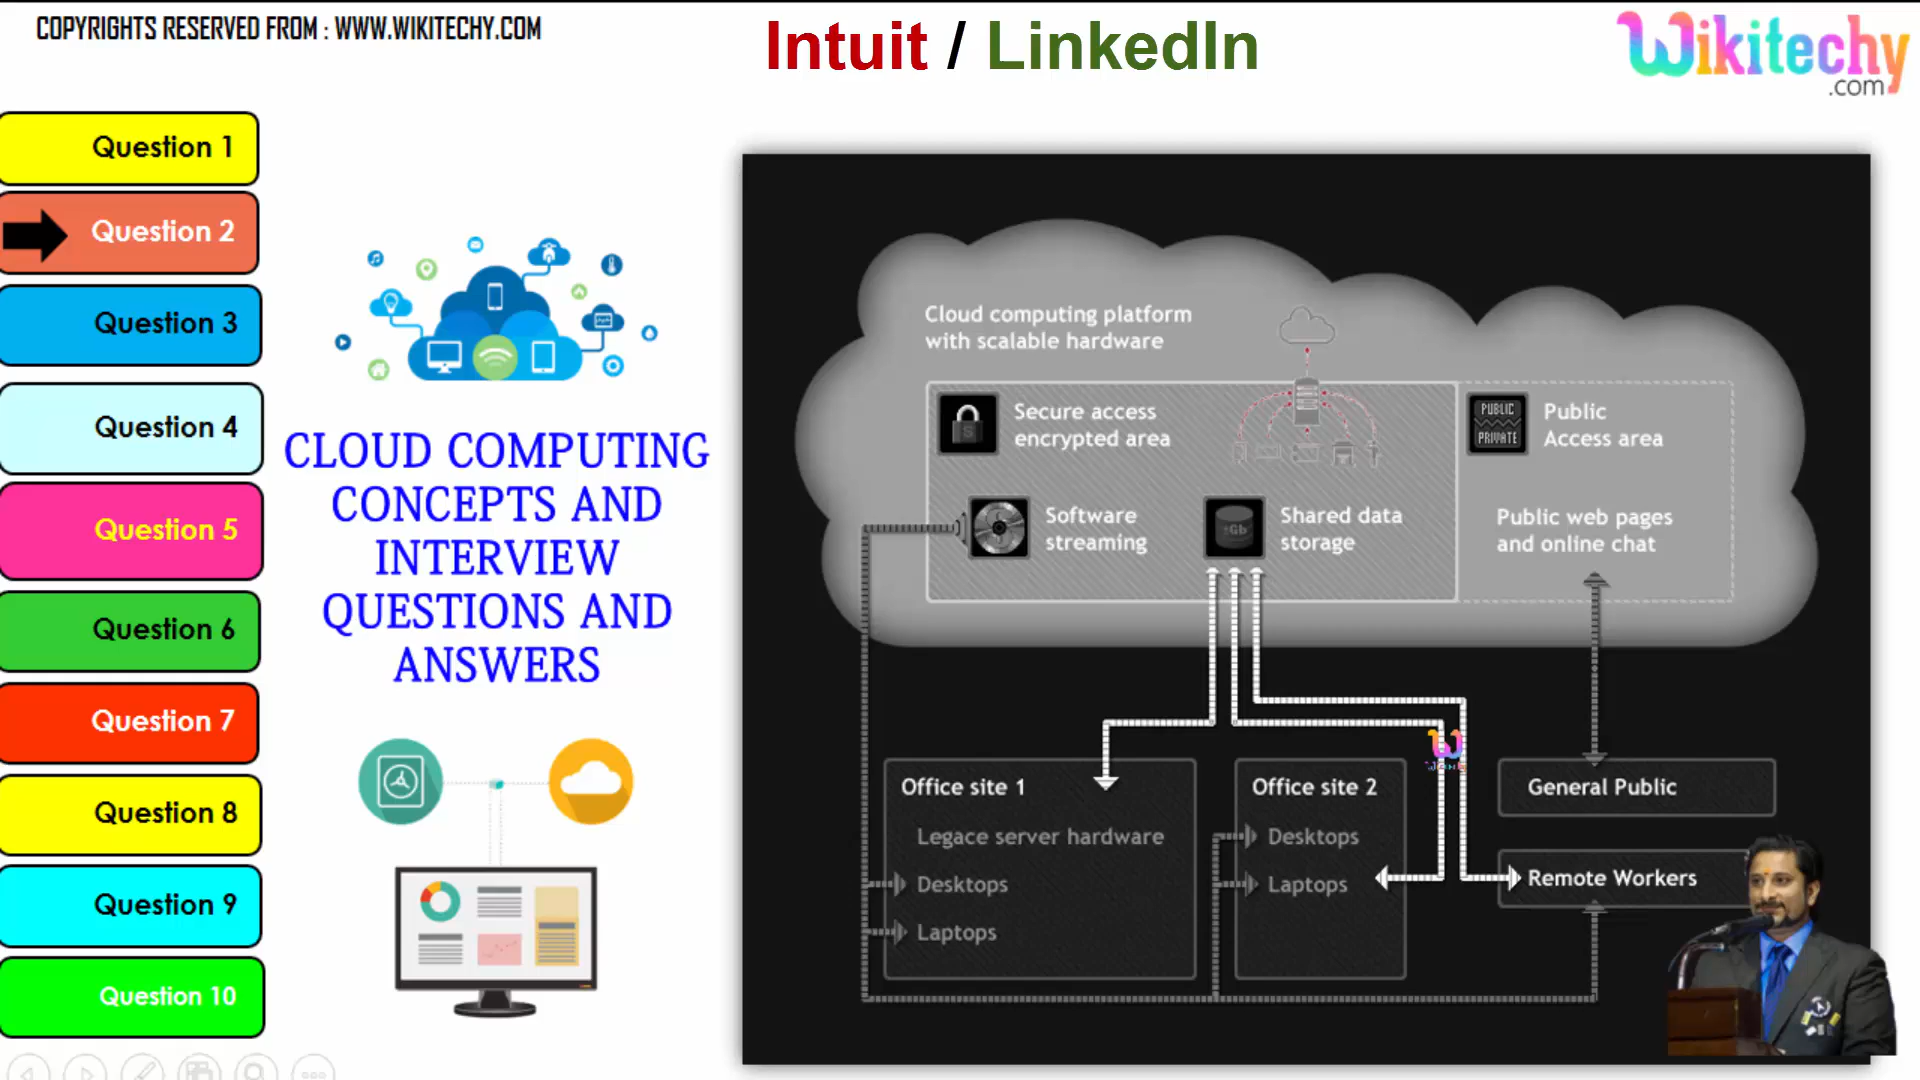 COPYRIGHTS RESERVED FROM : WWW.WIKITECHY.COM
Intuit / LinkedIn
Wikitechy
.com
Question 1
Question 2
Question 3
Question 4
Question 5
Question 6
Question 7
Question 8
Question 9
Question 10
CLOUD COMPUTING
CONCEPTS AND
INTERVIEW
QUESTIONS AND
ANSWERS
Cloud computing platform
with scalable hardware
Secure access
encrypted area
PUBLIC
PRIVATE
Public
Access area
Software
streaming
Gb
Shared data
storage
Public web pages
and online chat
Office site 1
Legace server hardware
Desktops
Laptops
Office site 2
Desktops
Laptops
General Public
Remote Workers